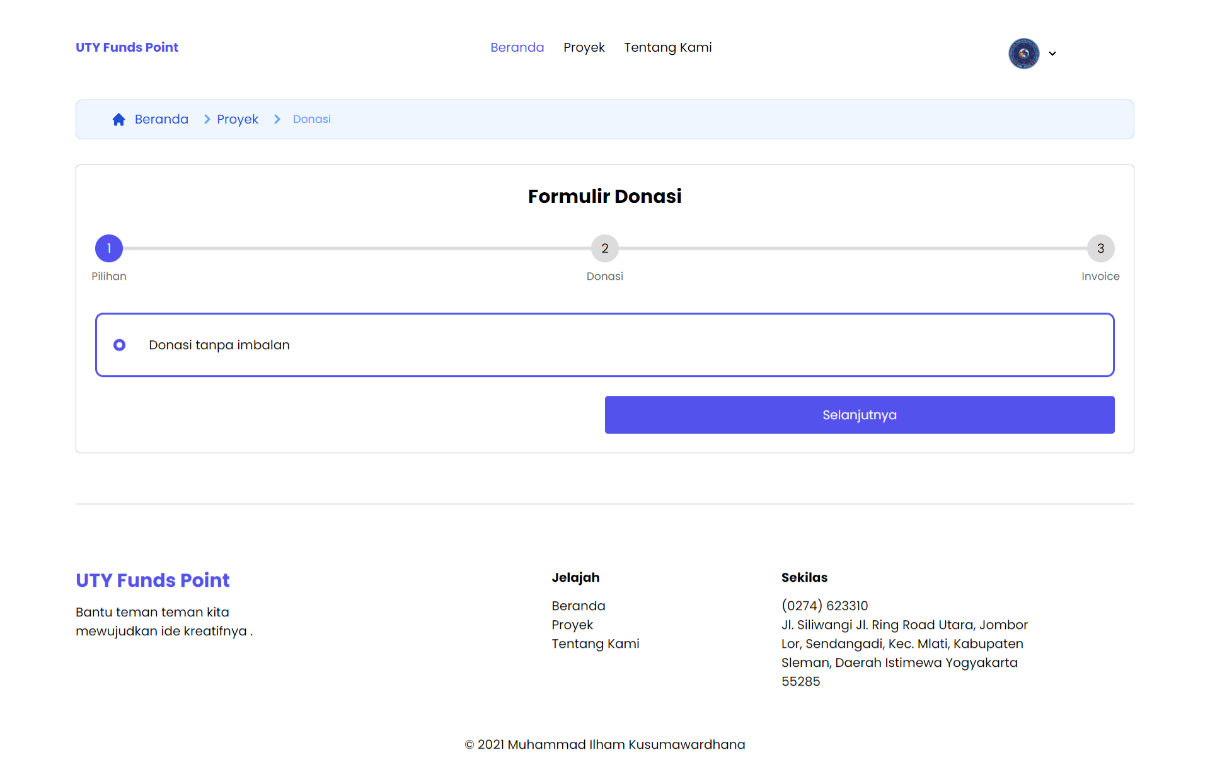 UTY Funds Point
Beranda Proyek Tentang Kami
Beranda Proyek Donasi
Formulir Donasi
1 2 3
Pilihan Donasi Invoice
Donasi tanpa imbalan
Selanjutnya
UTY Funds Point
Bantu teman teman kita
mewujudkan ide kreatifnya .
Jelajah
Beranda
Proyek
Tentang Kami
Sekilas
(0274) 623310
Jl. Siliwangi Jl. Ring Road Utara, Jombor
Lor, Sendangadi, Kec. Mlati, Kabupaten
Sleman, Daerah Istimewa Yogyakarta
55285
© 2021 Muhammad Ilham Kusumawardhana